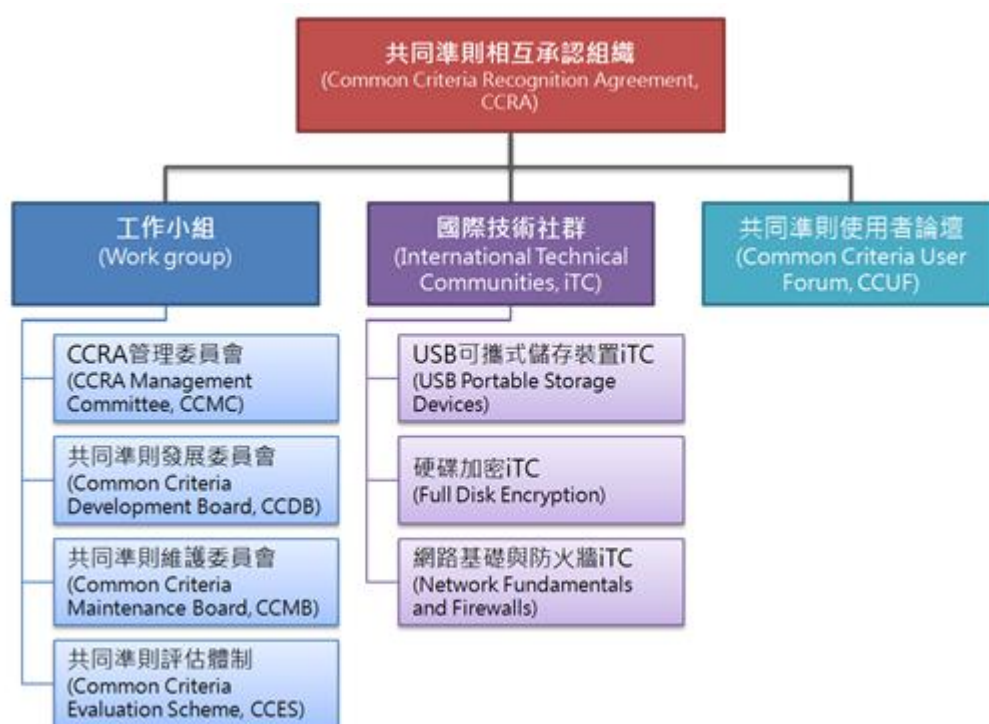 共同準則相互承認組織
(Common Criteria Recognition Agreement,
CCRA)
工作小組
(Work group)
國際技術社群
(International Technical
Communities, iTC)
共同準則使用者論壇
(Common Criteria User
Forum, CCUF)
CCRA管理委員會
(CCRA Management
Committee, CCMC)
共同準則發展委員會
(Common Criteria
Development Board, CCDB)
共同準則維護委員會
(Common Criteria
Maintenance Board, CCMB)
共同準則評估體制
(Common Criteria
Evaluation Scheme, CCES)
USB可攜式儲存裝置iTC
(USB Portable Storage
Devices)
硬碟加密iTC
(Full Disk Encryption)
網路基礎與防火牆iTC
(Network Fundamentals
and Firewalls)